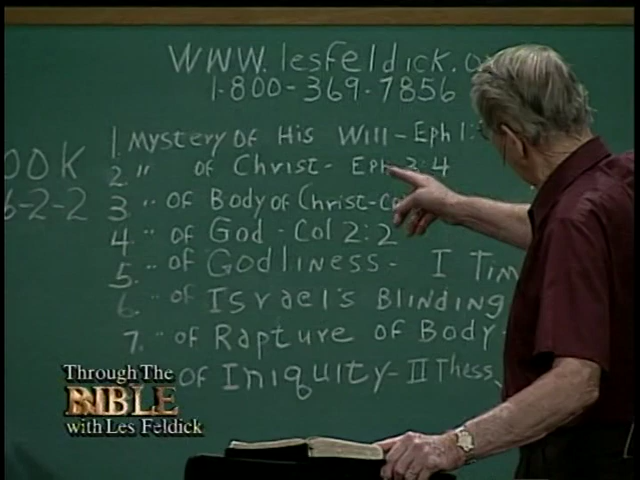 WWW.lesfeldick.o
1-800-369-7856
OOK
6-2-2
1. Mystery Of His Will - Eph 1:
2 " of Christ - Eph 3:4
3 " of Body of Christ - Co
4 " of God - Col 2:2
5. " of Godliness - I Tim
6. " of Israel's Blinding
7. " of Rapture of Body -
of Iniquity - II Thess.
Through The
BIBLE
with Les Feldick